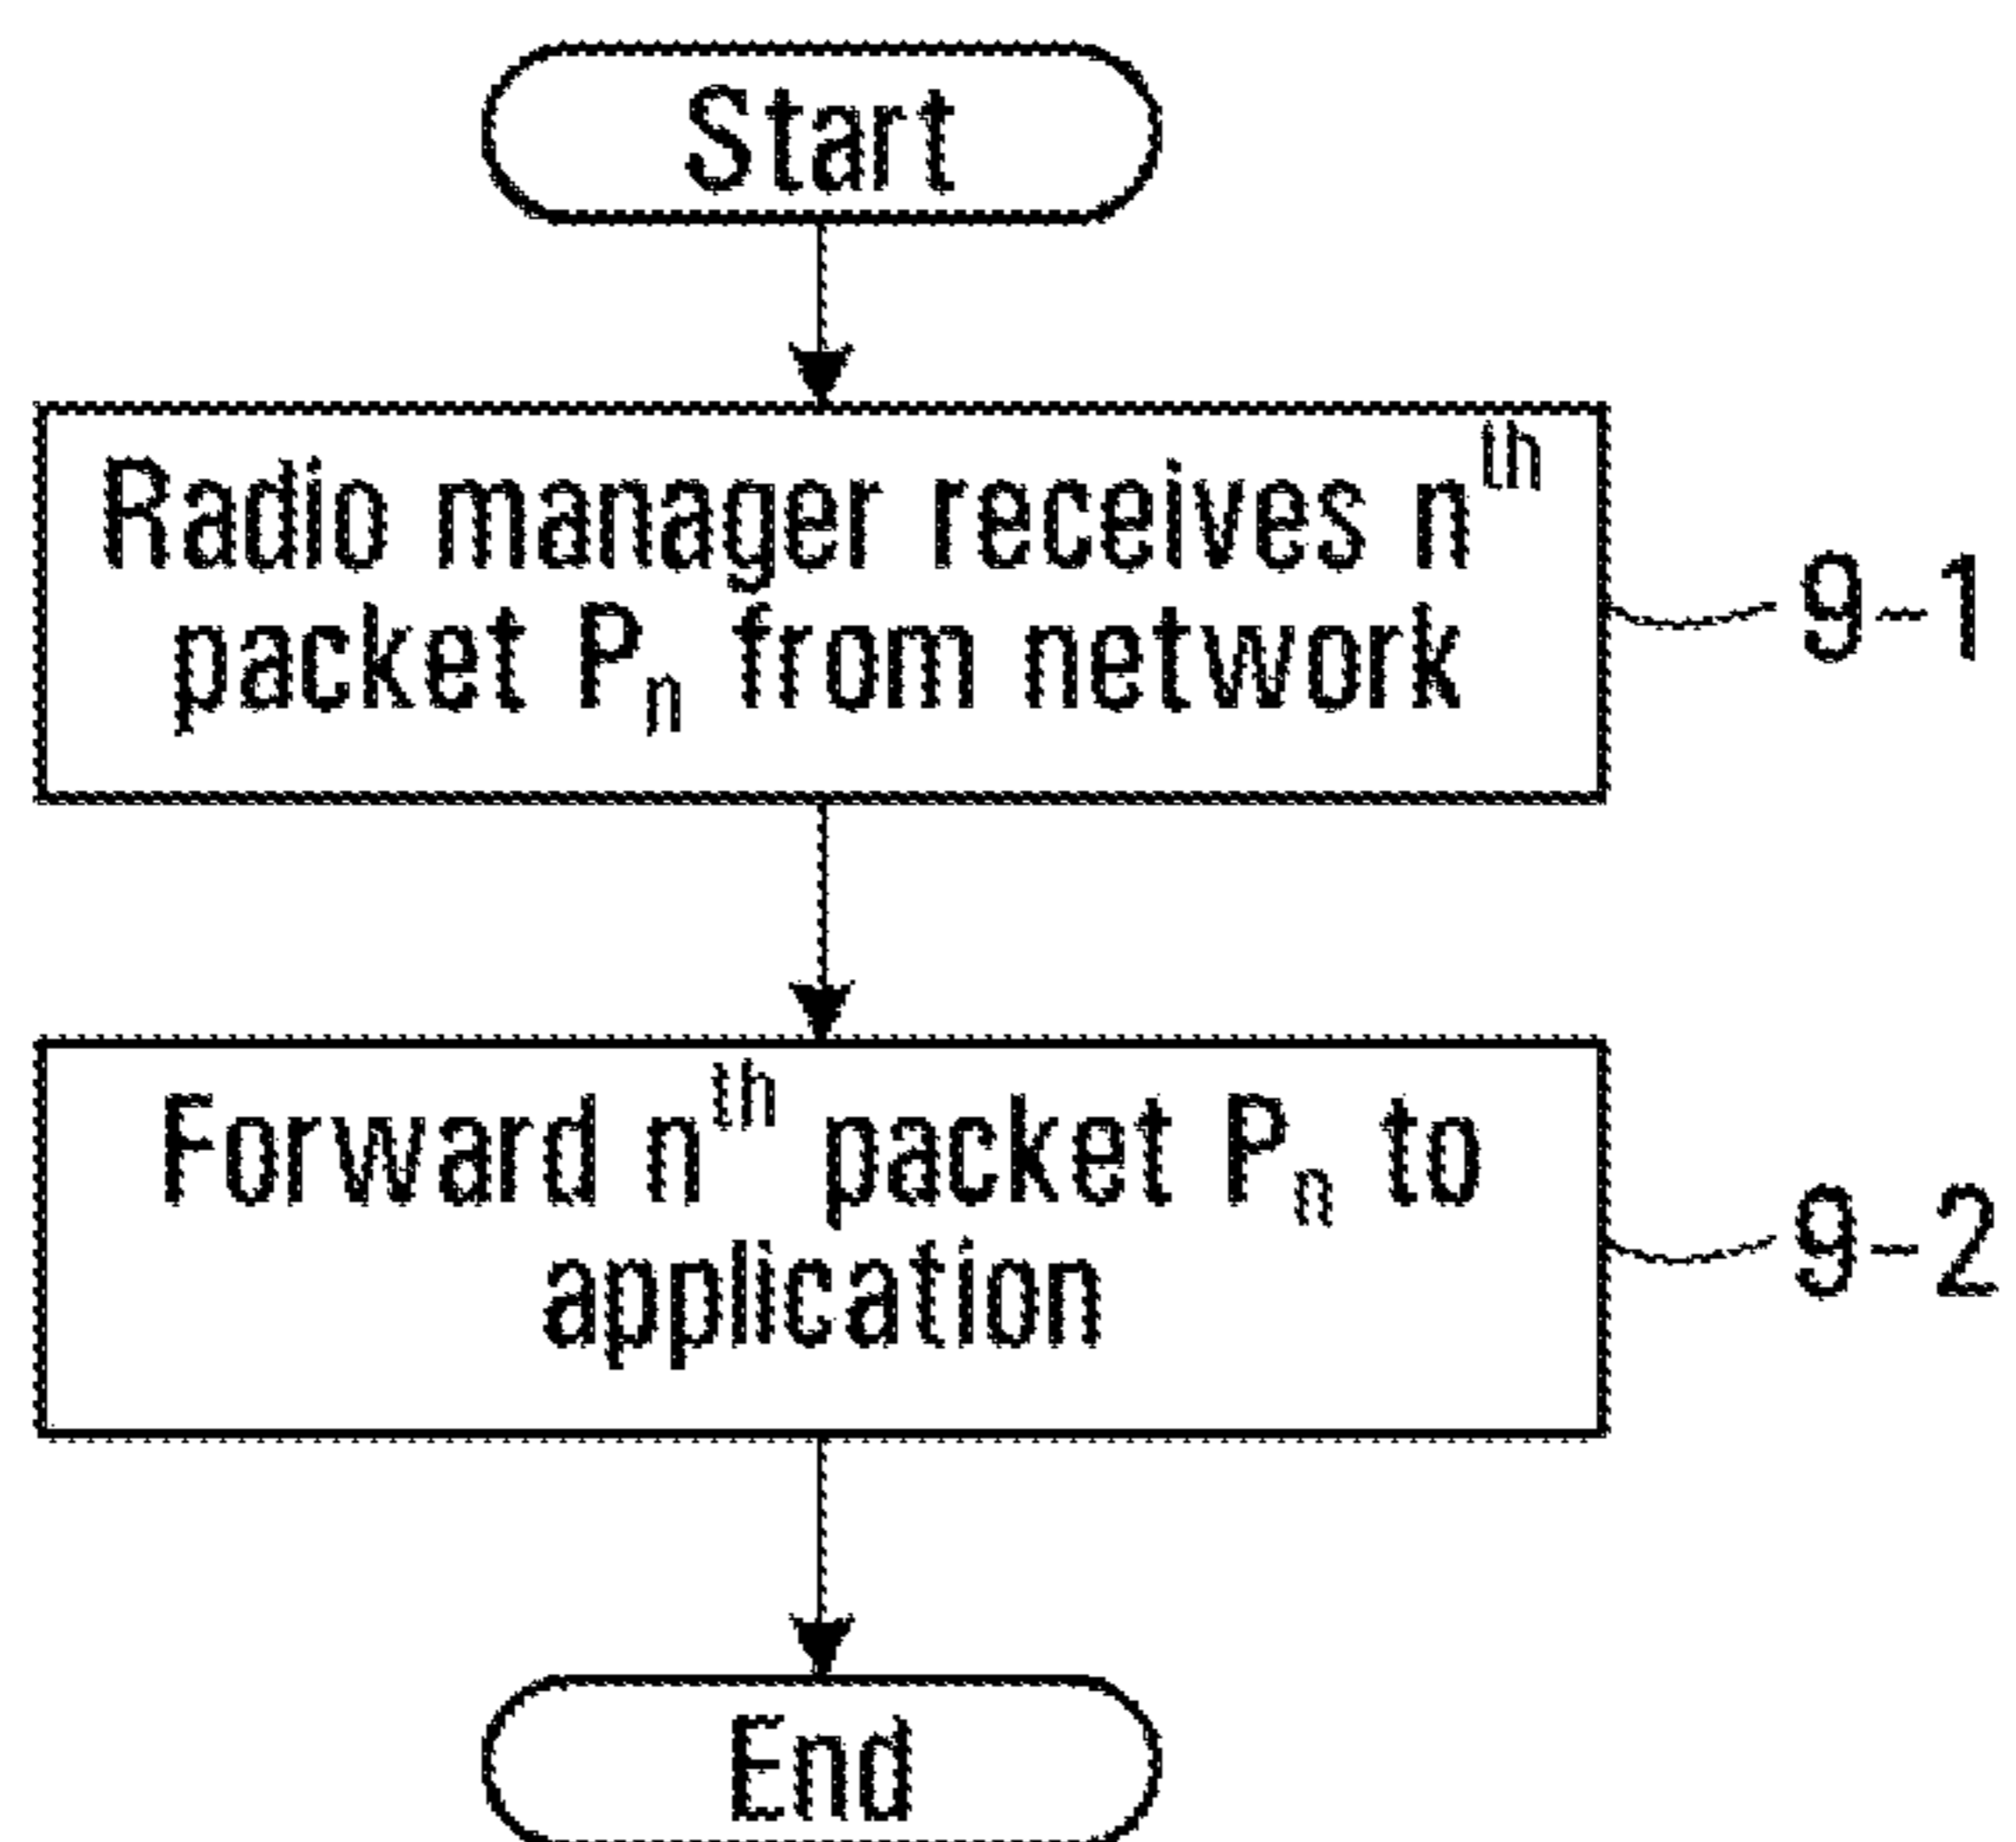 Start
Radio manager receives nth
packet Pn from network
9-1
Forward nth packet Pn to
application
9-2
End